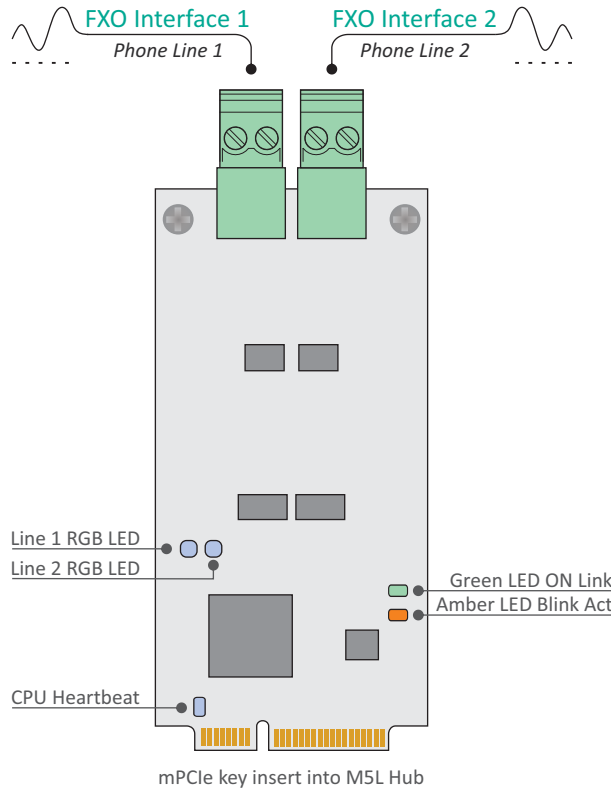 FXO Interface 1
Phone Line 1
FXO Interface 2
Phone Line 2
Line 1 RGB LED
Line 2 RGB LED
Green LED ON Link
Amber LED Blink Act
CPU Heartbeat
mPCIe key insert into M5L Hub